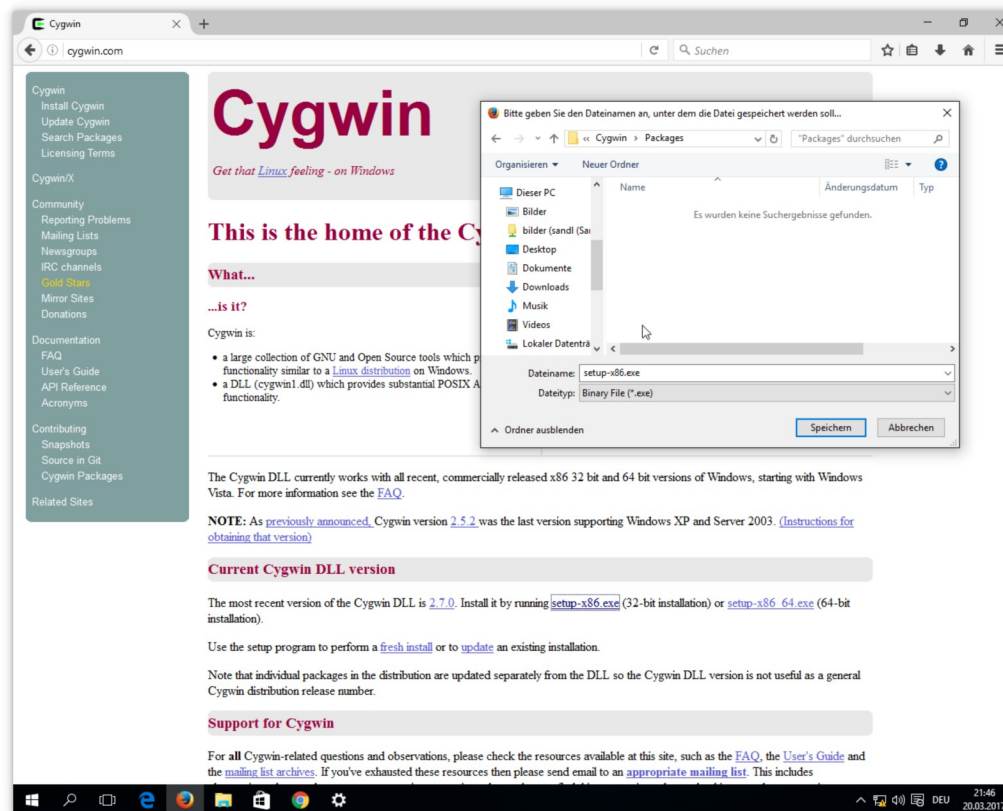 Cygwin
cygwin.com
Suchen
Cygwin
Install Cygwin
Update Cygwin
Search Packages
Licensing Terms
Cygwin/X
Community
Reporting Problems
Mailing Lists
Newsgroups
IRC channels
Gold Stars
Mirror Sites
Donations
Documentation
FAQ
User's Guide
API Reference
Acronyms
Contributing
Snapshots
Source in Git
Cygwin Packages
Related Sites
Cygwin
Get that Linux feeling - on Windows
This is the home of the
What...
...is it?
Cygwin is:
• a large collection of GNU and Open Source tools which
functionality similar to a Linux distribution on Windows.
• a DLL (cygwin1.dll) which provides substantial POSIX
functionality.
Bitte geben Sie den Dateinamen an, unter dem die Datei gespeichert werden soll...
« Cygwin › Packages
"Packages" durchsuchen
Organisieren
Neuer Ordner
Name
Änderungsdatum
Typ
Es wurden keine Suchergebnisse gefunden.
Dieser PC
Bilder
bilder (sandl (Sa
Desktop
Dokumente
Downloads
Musik
Videos
Lokaler Datenträ
Dateiname: setup-x86.exe
Dateityp: Binary File (*.exe)
Ordner ausblenden
Speichern
Abbrechen
The Cygwin DLL currently works with all recent, commercially released x86 32 bit and 64 bit versions of Windows, starting with Windows
Vista. For more information see the FAQ.
NOTE: As previously announced, Cygwin version 2.5.2 was the last version supporting Windows XP and Server 2003. (Instructions for
obtaining that version)
Current Cygwin DLL version
The most recent version of the Cygwin DLL is 2.7.0. Install it by running setup-x86.exe (32-bit installation) or setup-x86_64.exe (64-bit
installation).
Use the setup program to perform a fresh install or to update an existing installation.
Note that individual packages in the distribution are updated separately from the DLL so the Cygwin DLL version is not useful as a general
Cygwin distribution release number.
Support for Cygwin
For all Cygwin-related questions and observations, please check the resources available at this site, such as the FAQ, the User's Guide and
the mailing list archives. If you've exhausted these resources then please send email to an appropriate mailing list. This includes
DEU
21:46
20.03.201